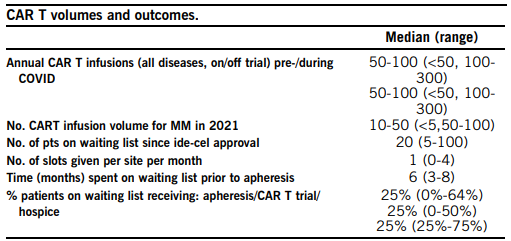 CAR T volumes and outcomes.
Median (range)
Annual CAR T infusions (all diseases, on/off trial) pre-/during
COVID
50-100 (<50, 100-
300)
50-100 (<50, 100-
300)
No. CART infusion volume for MM in 2021
10-50 (<5,50-100)
No. of pts on waiting list since ide-cel approval
20 (5-100)
No. of slots given per site per month
1 (0-4)
Time (months) spent on waiting list prior to apheresis
6 (3-8)
% patients on waiting list receiving: apheresis/CAR T trial/
hospice
25% (0%-64%)
25% (0-50%)
25% (25%-75%)